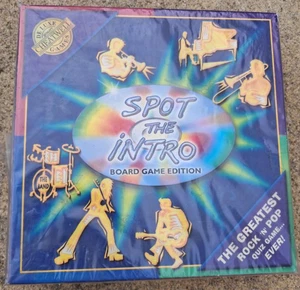 SPOT
THE
INTRO
BOARD GAME EDITION
THE GREATEST
ROCK 'N' POP
QUIZ GAME...
EVER!